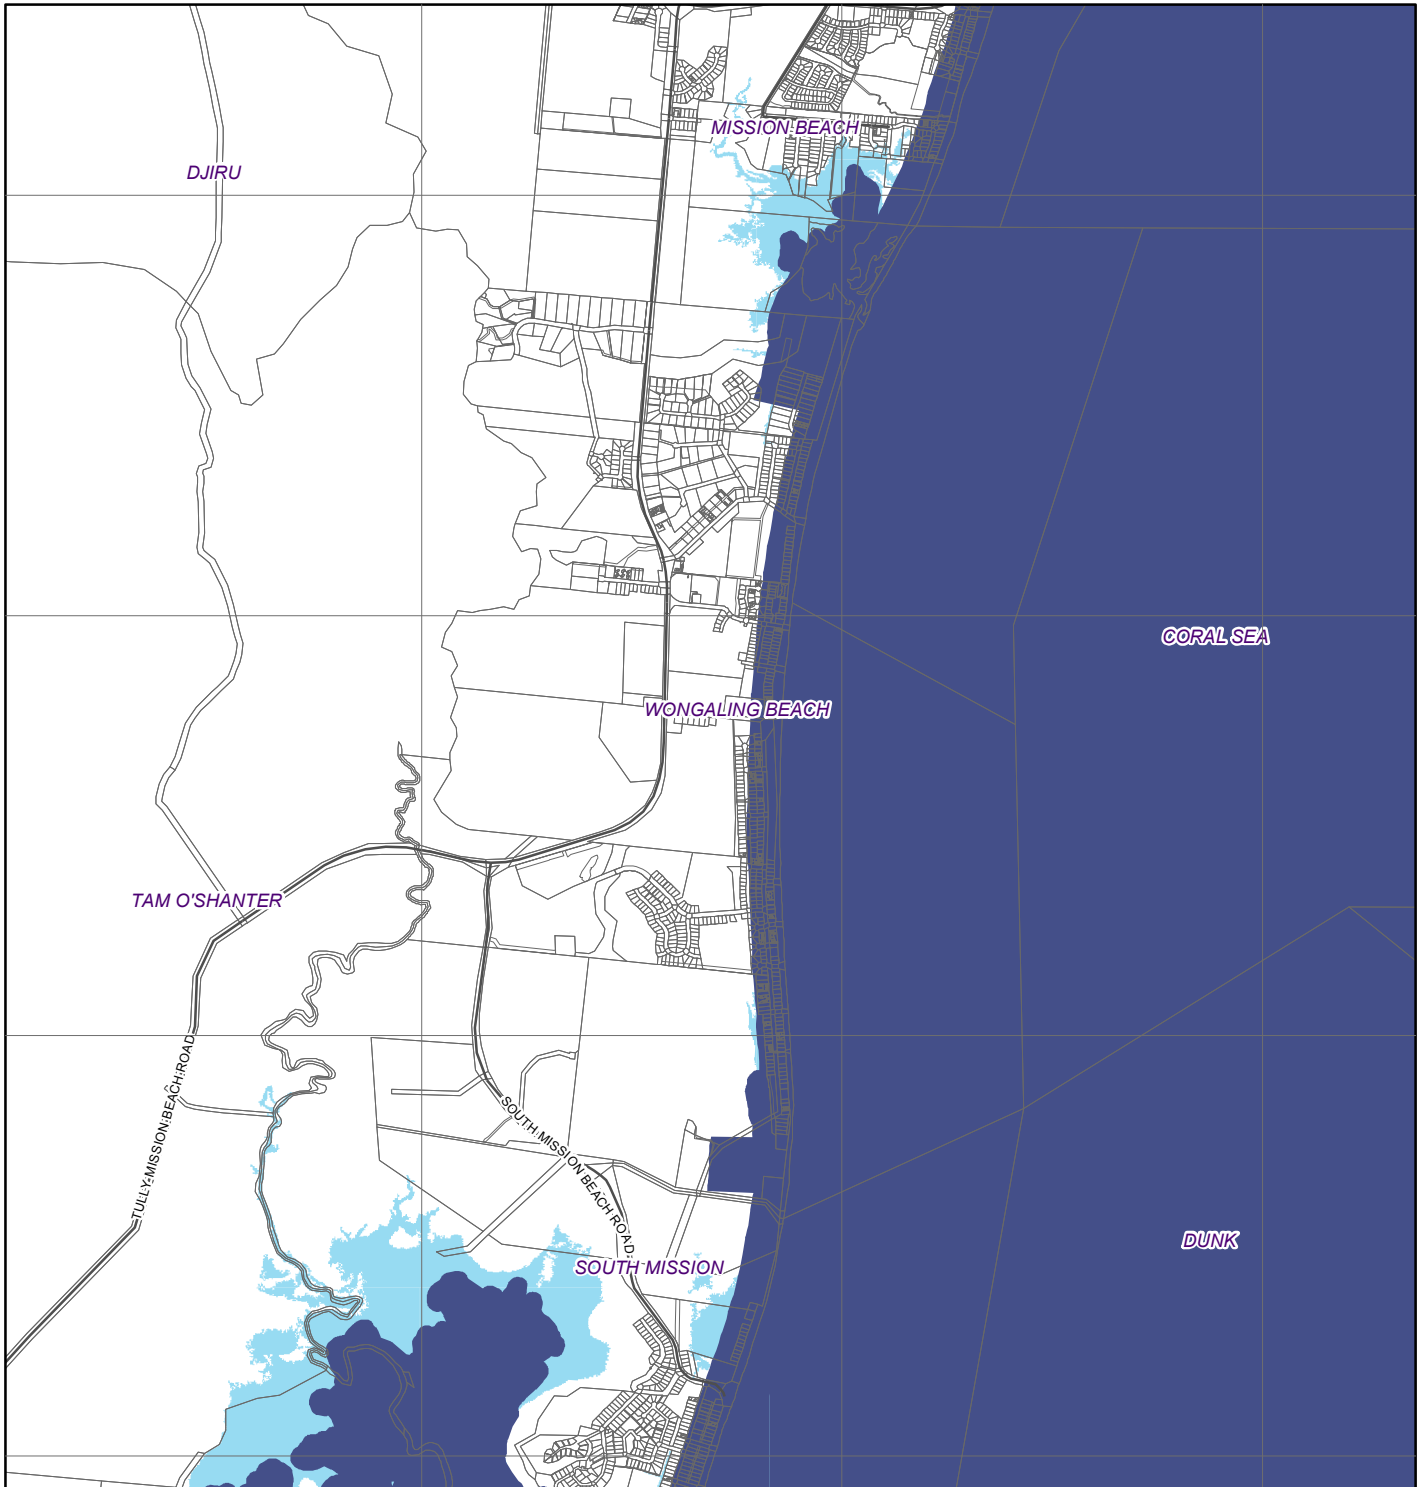 MISSION BEACH
DJIRU
CORAL SEA
WONGALING BEACH
TAM O'SHANTER
TULLY-MISSION BEACH ROAD
SOUTH MISSION BEACH ROAD
DUNK
SOUTH MISSION